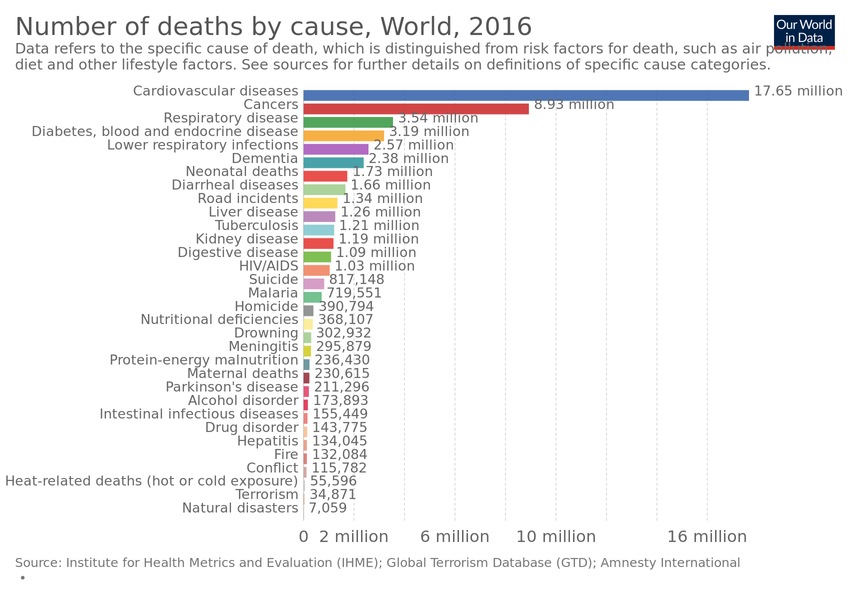 Number of deaths by cause, World, 2016
Our World
in Data
Data refers to the specific cause of death, which is distinguished from risk factors for death, such as air pollution,
diet and other lifestyle factors. See sources for further details on definitions of specific cause categories.
Cardiovascular diseases 17.65 million
Cancers 8.93 million
Respiratory disease 3.54 million
Diabetes, blood and endocrine disease 3.19 million
Lower respiratory infections 2.57 million
Dementia 2.38 million
Neonatal deaths 1.73 million
Diarrheal diseases 1.66 million
Road incidents 1.34 million
Liver disease 1.26 million
Tuberculosis 1.21 million
Kidney disease 1.19 million
Digestive disease 1.09 million
HIV/AIDS 1.03 million
Suicide 817,148
Malaria 719,551
Homicide 390,794
Nutritional deficiencies 368,107
Drowning 302,932
Meningitis 295,879
Protein-energy malnutrition 236,430
Maternal deaths 230,615
Parkinson's disease 211,296
Alcohol disorder 173,893
Intestinal infectious diseases 155,449
Drug disorder 143,775
Hepatitis 134,045
Fire 132,084
Conflict 115,782
Heat-related deaths (hot or cold exposure) 55,596
Terrorism 34,871
Natural disasters 7,059
0 2 million 6 million 10 million 16 million
Source: Institute for Health Metrics and Evaluation (IHME); Global Terrorism Database (GTD); Amnesty International
•